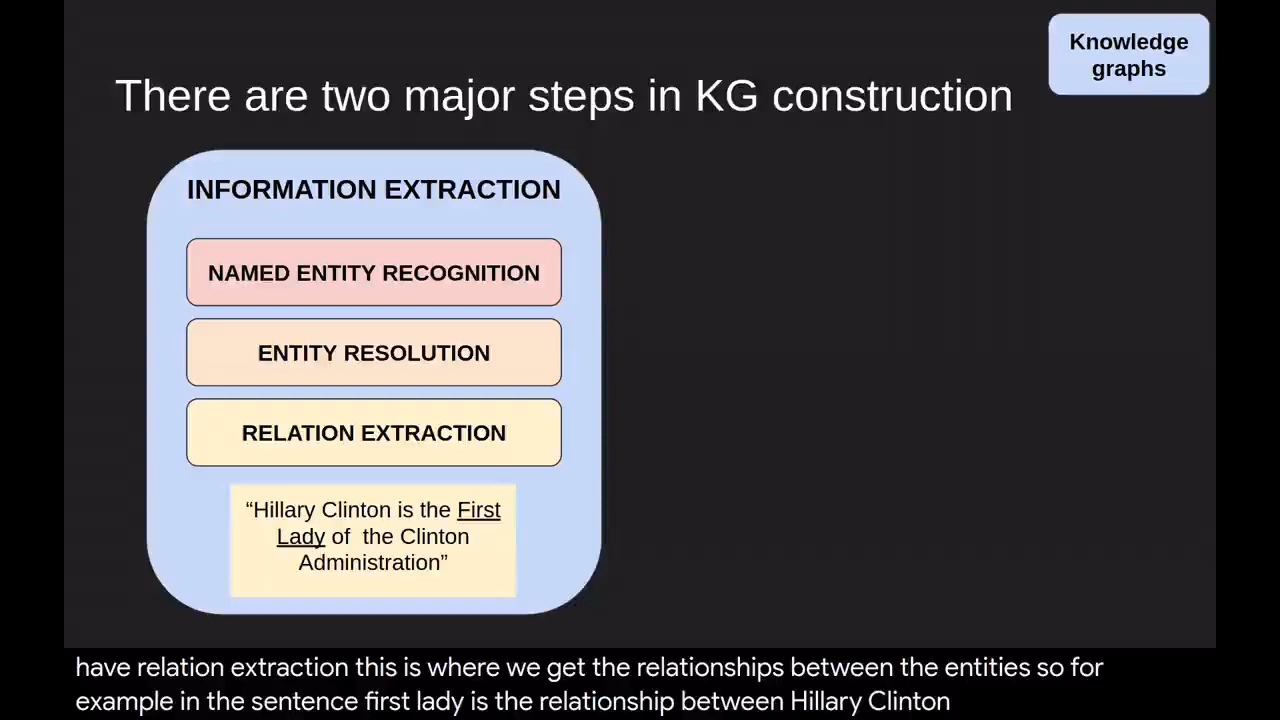 Knowledge
graphs
There are two major steps in KG construction
INFORMATION EXTRACTION
NAMED ENTITY RECOGNITION
ENTITY RESOLUTION
RELATION EXTRACTION
“Hillary Clinton is the First
Lady of  the Clinton
Administration”
have relation extraction this is where we get the relationships between the entities so for
example in the sentence first lady is the relationship between Hillary Clinton